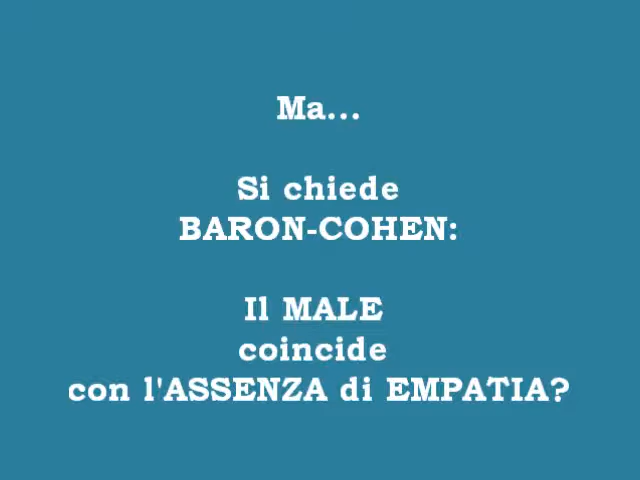 Ma...
Si chiede
BARON-COHEN:
Il MALE
coincide
con l'ASSENZA di EMPATIA?